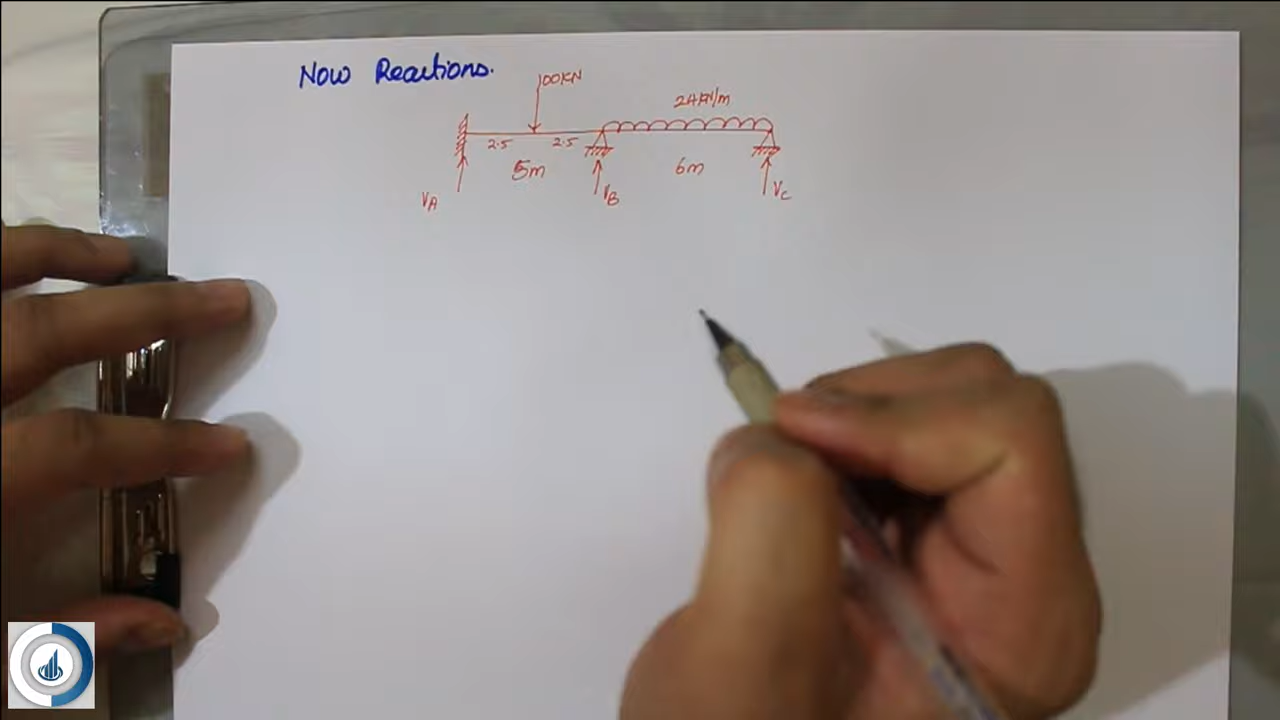 Now Reactions.
100KN
24KN/m
2.5 2.5
5m 6m
VA VB VC